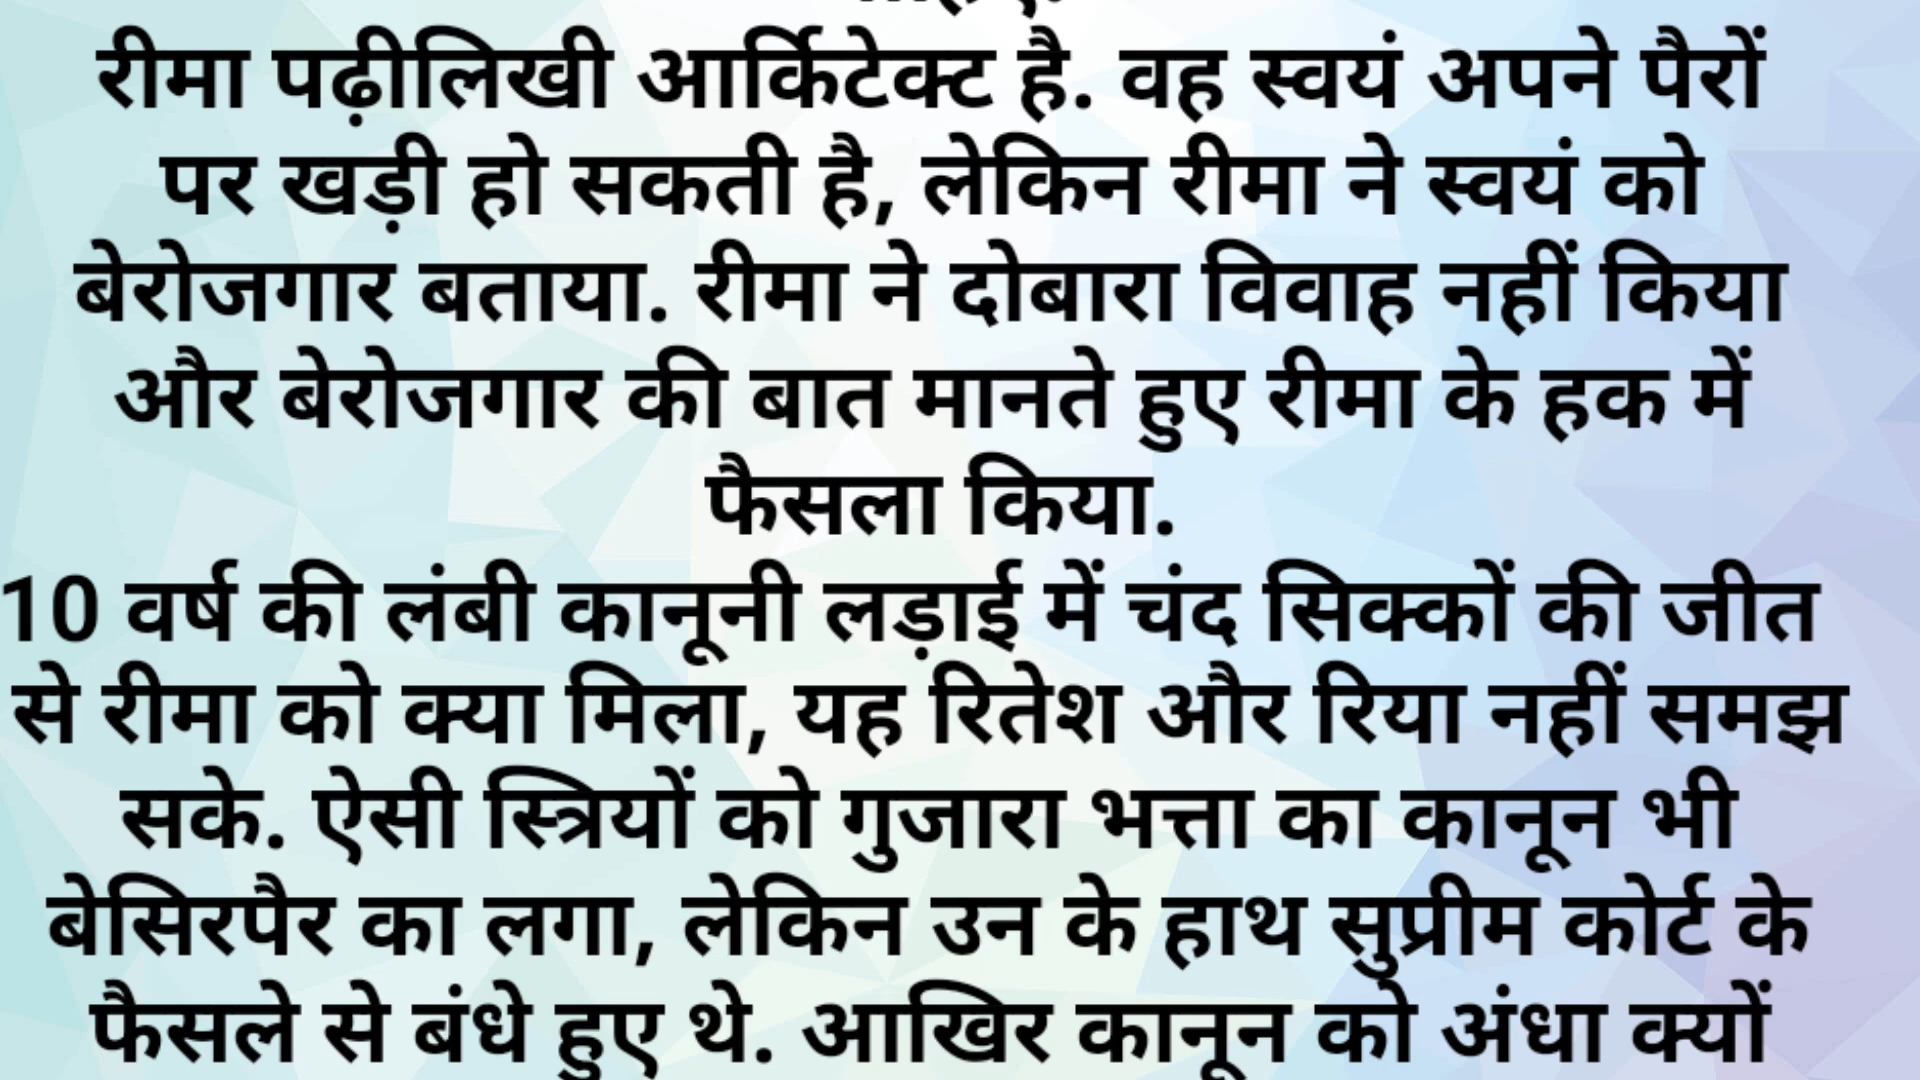 रीमा पढ़ीलिखी आर्किटेक्ट है. वह स्वयं अपने पैरों
पर खड़ी हो सकती है, लेकिन रीमा ने स्वयं को
बेरोजगार बताया. रीमा ने दोबारा विवाह नहीं किया
और बेरोजगार की बात मानते हुए रीमा के हक में
फैसला किया.
10 वर्ष की लंबी कानूनी लड़ाई में चंद सिक्कों की जीत
से रीमा को क्या मिला, यह रितेश और रिया नहीं समझ
सके. ऐसी स्त्रियों को गुजारा भत्ता का कानून भी
बेसिरपैर का लगा, लेकिन उन के हाथ सुप्रीम कोर्ट के
फैसले से बंधे हुए थे. आखिर कानून को अंधा क्यों